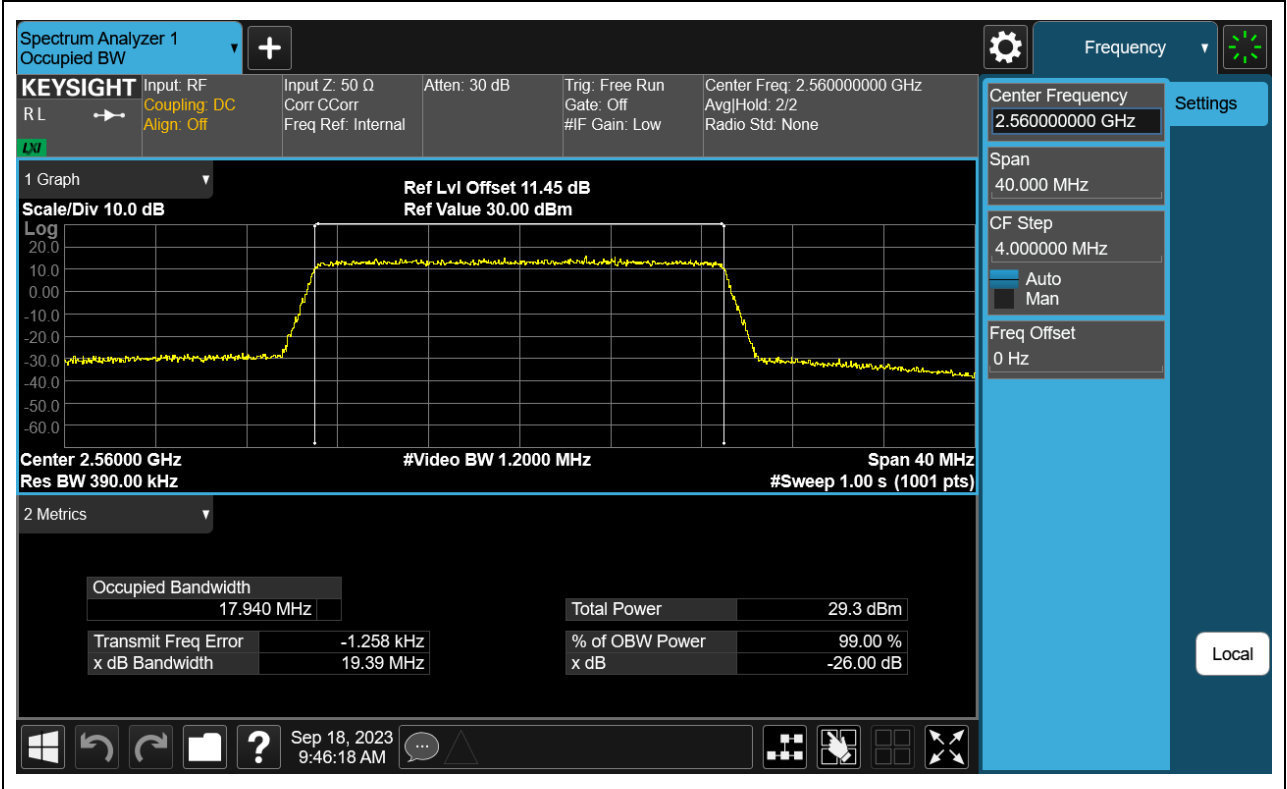 Spectrum Analyzer 1
Occupied BW
Frequency
KEYSIGHT
R L
LXI
Input: RF
Coupling: DC
Align: Off
Input Z: 50 Ω
Corr CCorr
Freq Ref: Internal
Atten: 30 dB
Trig: Free Run
Gate: Off
#IF Gain: Low
Center Freq: 2.560000000 GHz
Avg|Hold: 2/2
Radio Std: None
Center Frequency
2.560000000 GHz
Settings
Span
40.000 MHz
CF Step
4.000000 MHz
Auto
Man
Freq Offset
0 Hz
Local
1 Graph
Ref Lvl Offset 11.45 dB
Scale/Div 10.0 dB
Ref Value 30.00 dBm
Log
20.0
10.0
0.00
-10.0
-20.0
-30.0
-40.0
-50.0
-60.0
Center 2.56000 GHz
#Video BW 1.2000 MHz
Span 40 MHz
Res BW 390.00 kHz
#Sweep 1.00 s (1001 pts)
2 Metrics
Occupied Bandwidth
17.940 MHz
Total Power 29.3 dBm
Transmit Freq Error -1.258 kHz
% of OBW Power 99.00 %
x dB Bandwidth 19.39 MHz
x dB -26.00 dB
?
Sep 18, 2023
9:46:18 AM